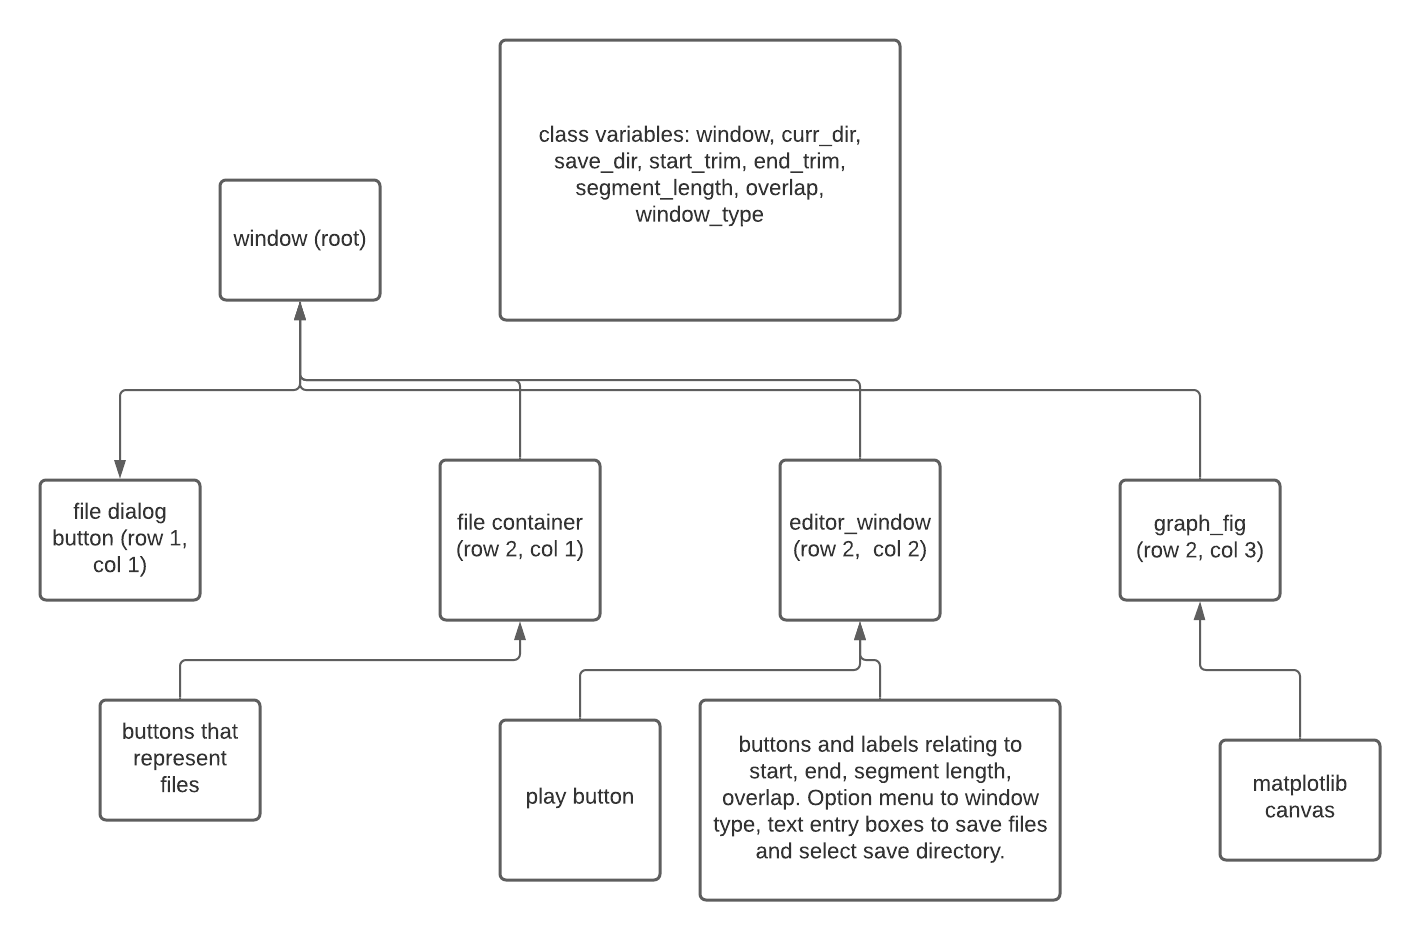 class variables: window, curr_dir,
save_dir, start_trim, end_trim,
segment_length, overlap,
window_type
window (root)
file dialog
button (row 1,
col 1)
file container
(row 2, col 1)
editor_window
(row 2,  col 2)
graph_fig
(row 2, col 3)
buttons that
represent
files
play button
buttons and labels relating to
start, end, segment length,
overlap. Option menu to window
type, text entry boxes to save files
and select save directory.
matplotlib
canvas